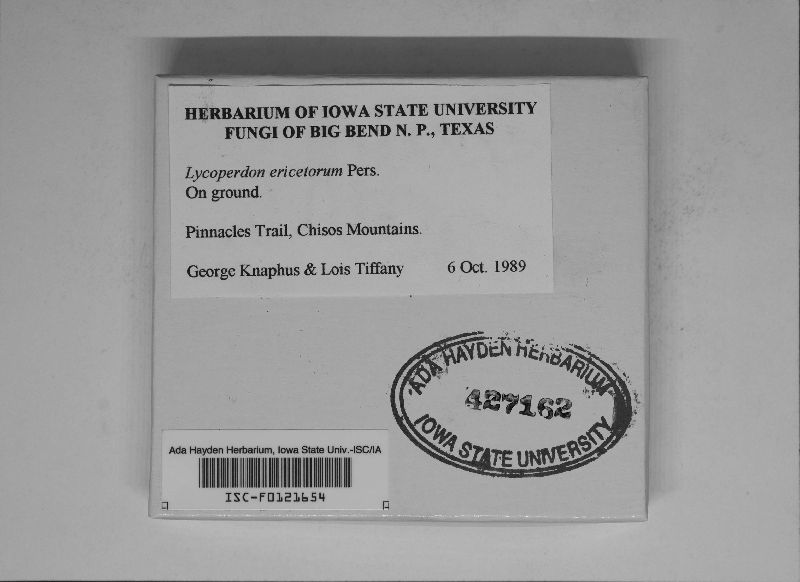 HERBARIUM OF IOWA STATE UNIVERSITY
FUNGI OF BIG BEND N. P., TEXAS
Lycoperdon ericetorum Pers.
On ground.
Pinnacles Trail, Chisos Mountains.
George Knaphus & Lois Tiffany 6 Oct. 1989
ADA HAYDEN HERBARIUM
427162
IOWA STATE UNIVERSITY
Ada Hayden Herbarium, Iowa State Univ.-ISC/IA
ISC-F0121654